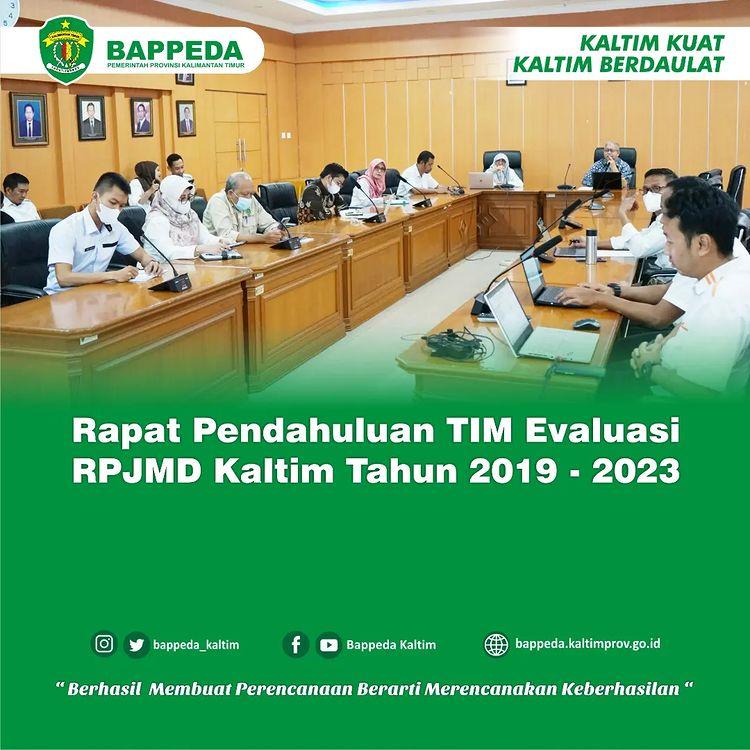 BAPPEDA
PEMERINTAH PROVINSI KALIMANTAN TIMUR
KALTIM KUAT
KALTIM BERDAULAT
Rapat Pendahuluan TIM Evaluasi
RPJMD Kaltim Tahun 2019 - 2023
bappeda_kaltim
Bappeda Kaltim
bappeda.kaltimprov.go.id
“ Berhasil Membuat Perencanaan Berarti Merencanakan Keberhasilan “